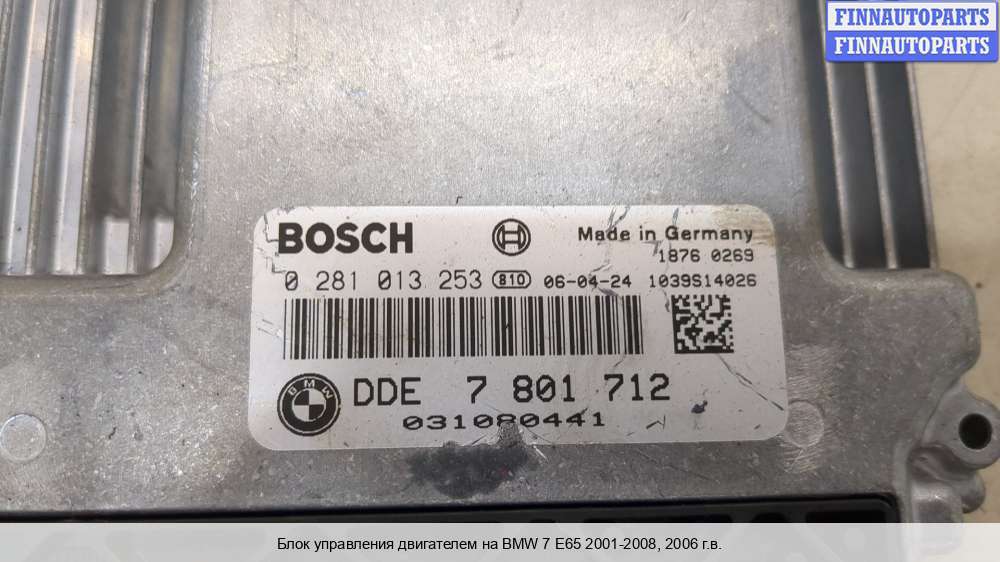 FINNAUTOPARTS
FINNAUTOPARTS
BOSCH
Made in Germany
1876 0269
0 281 013 253 810 06-04-24 1039S14026
BMW
DDE 7 801 712
031080441
Блок управления двигателем на BMW 7 E65 2001-2008, 2006 г.в.